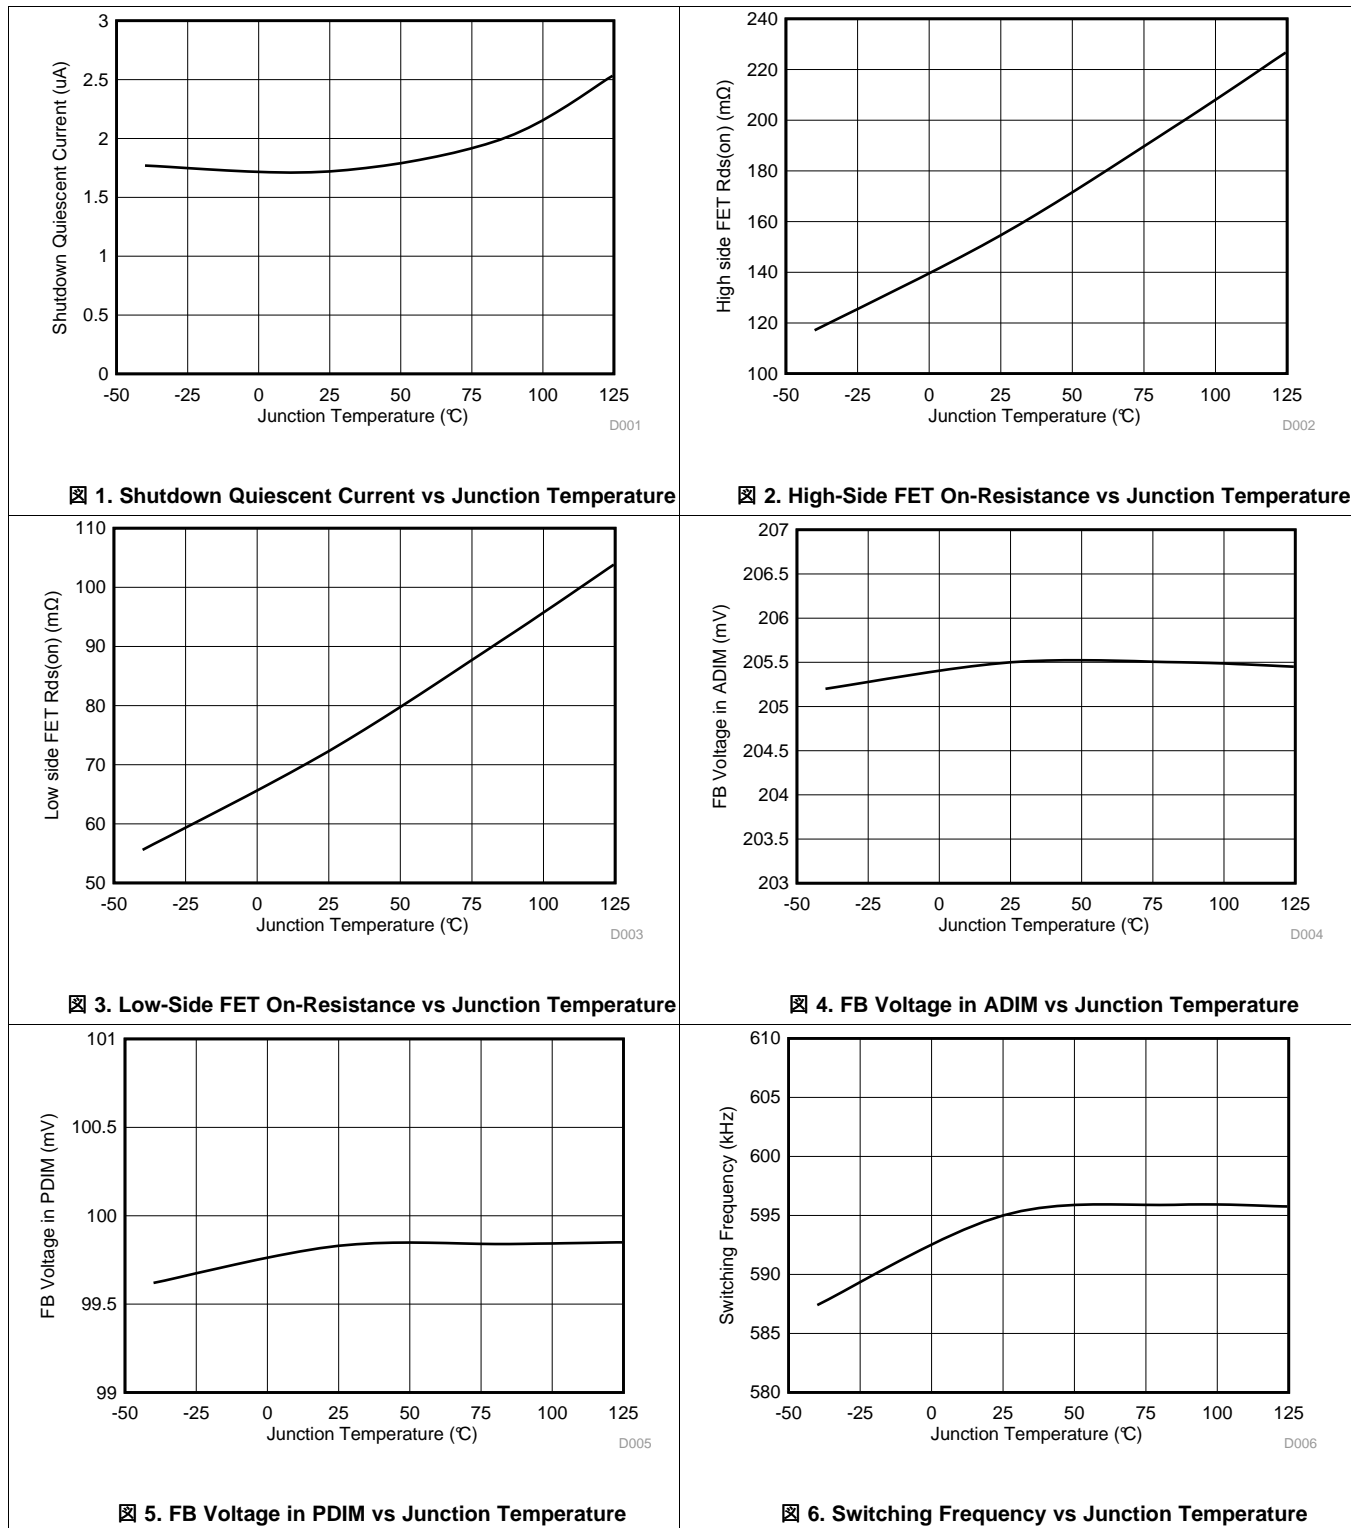 3
2.5
2
1.5
1
0.5
0
Shutdown Quiescent Current (uA)
-50 -25 0 25 50 75 100 125
Junction Temperature (°C)
D001
図 1. Shutdown Quiescent Current vs Junction Temperature
240
220
200
180
160
140
120
100
High side FET Rds(on) (mΩ)
-50 -25 0 25 50 75 100 125
Junction Temperature (°C)
D002
図 2. High-Side FET On-Resistance vs Junction Temperature
110
100
90
80
70
60
50
Low side FET Rds(on) (mΩ)
-50 -25 0 25 50 75 100 125
Junction Temperature (°C)
D003
図 3. Low-Side FET On-Resistance vs Junction Temperature
207
206.5
206
205.5
205
204.5
204
203.5
203
FB Voltage in ADIM (mV)
-50 -25 0 25 50 75 100 125
Junction Temperature (°C)
D004
図 4. FB Voltage in ADIM vs Junction Temperature
101
100.5
100
99.5
99
FB Voltage in PDIM (mV)
-50 -25 0 25 50 75 100 125
Junction Temperature (°C)
D005
図 5. FB Voltage in PDIM vs Junction Temperature
610
605
600
595
590
585
580
Switching Frequency (kHz)
-50 -25 0 25 50 75 100 125
Junction Temperature (°C)
D006
図 6. Switching Frequency vs Junction Temperature